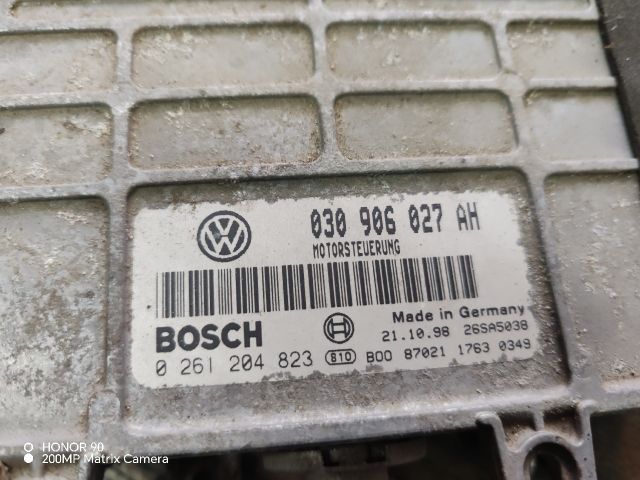 030 906 027 AH
MOTORSTEUERUNG
Made in Germany
BOSCH
21.10.98 26SA5038
0 261 204 823 B10 B00 87021 1763 0349
HONOR 90
200MP Matrix Camera